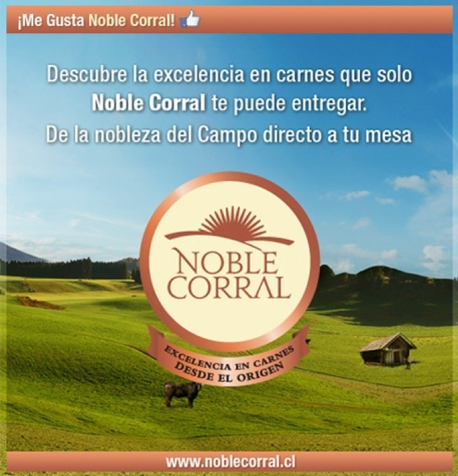 ¡Me Gusta Noble Corral!
Descubre la excelencia en carnes que solo
Noble Corral te puede entregar.
De la nobleza del Campo directo a tu mesa
NOBLE
CORRAL
EXCELENCIA EN CARNES
DESDE EL ORIGEN
www.noblecorral.cl